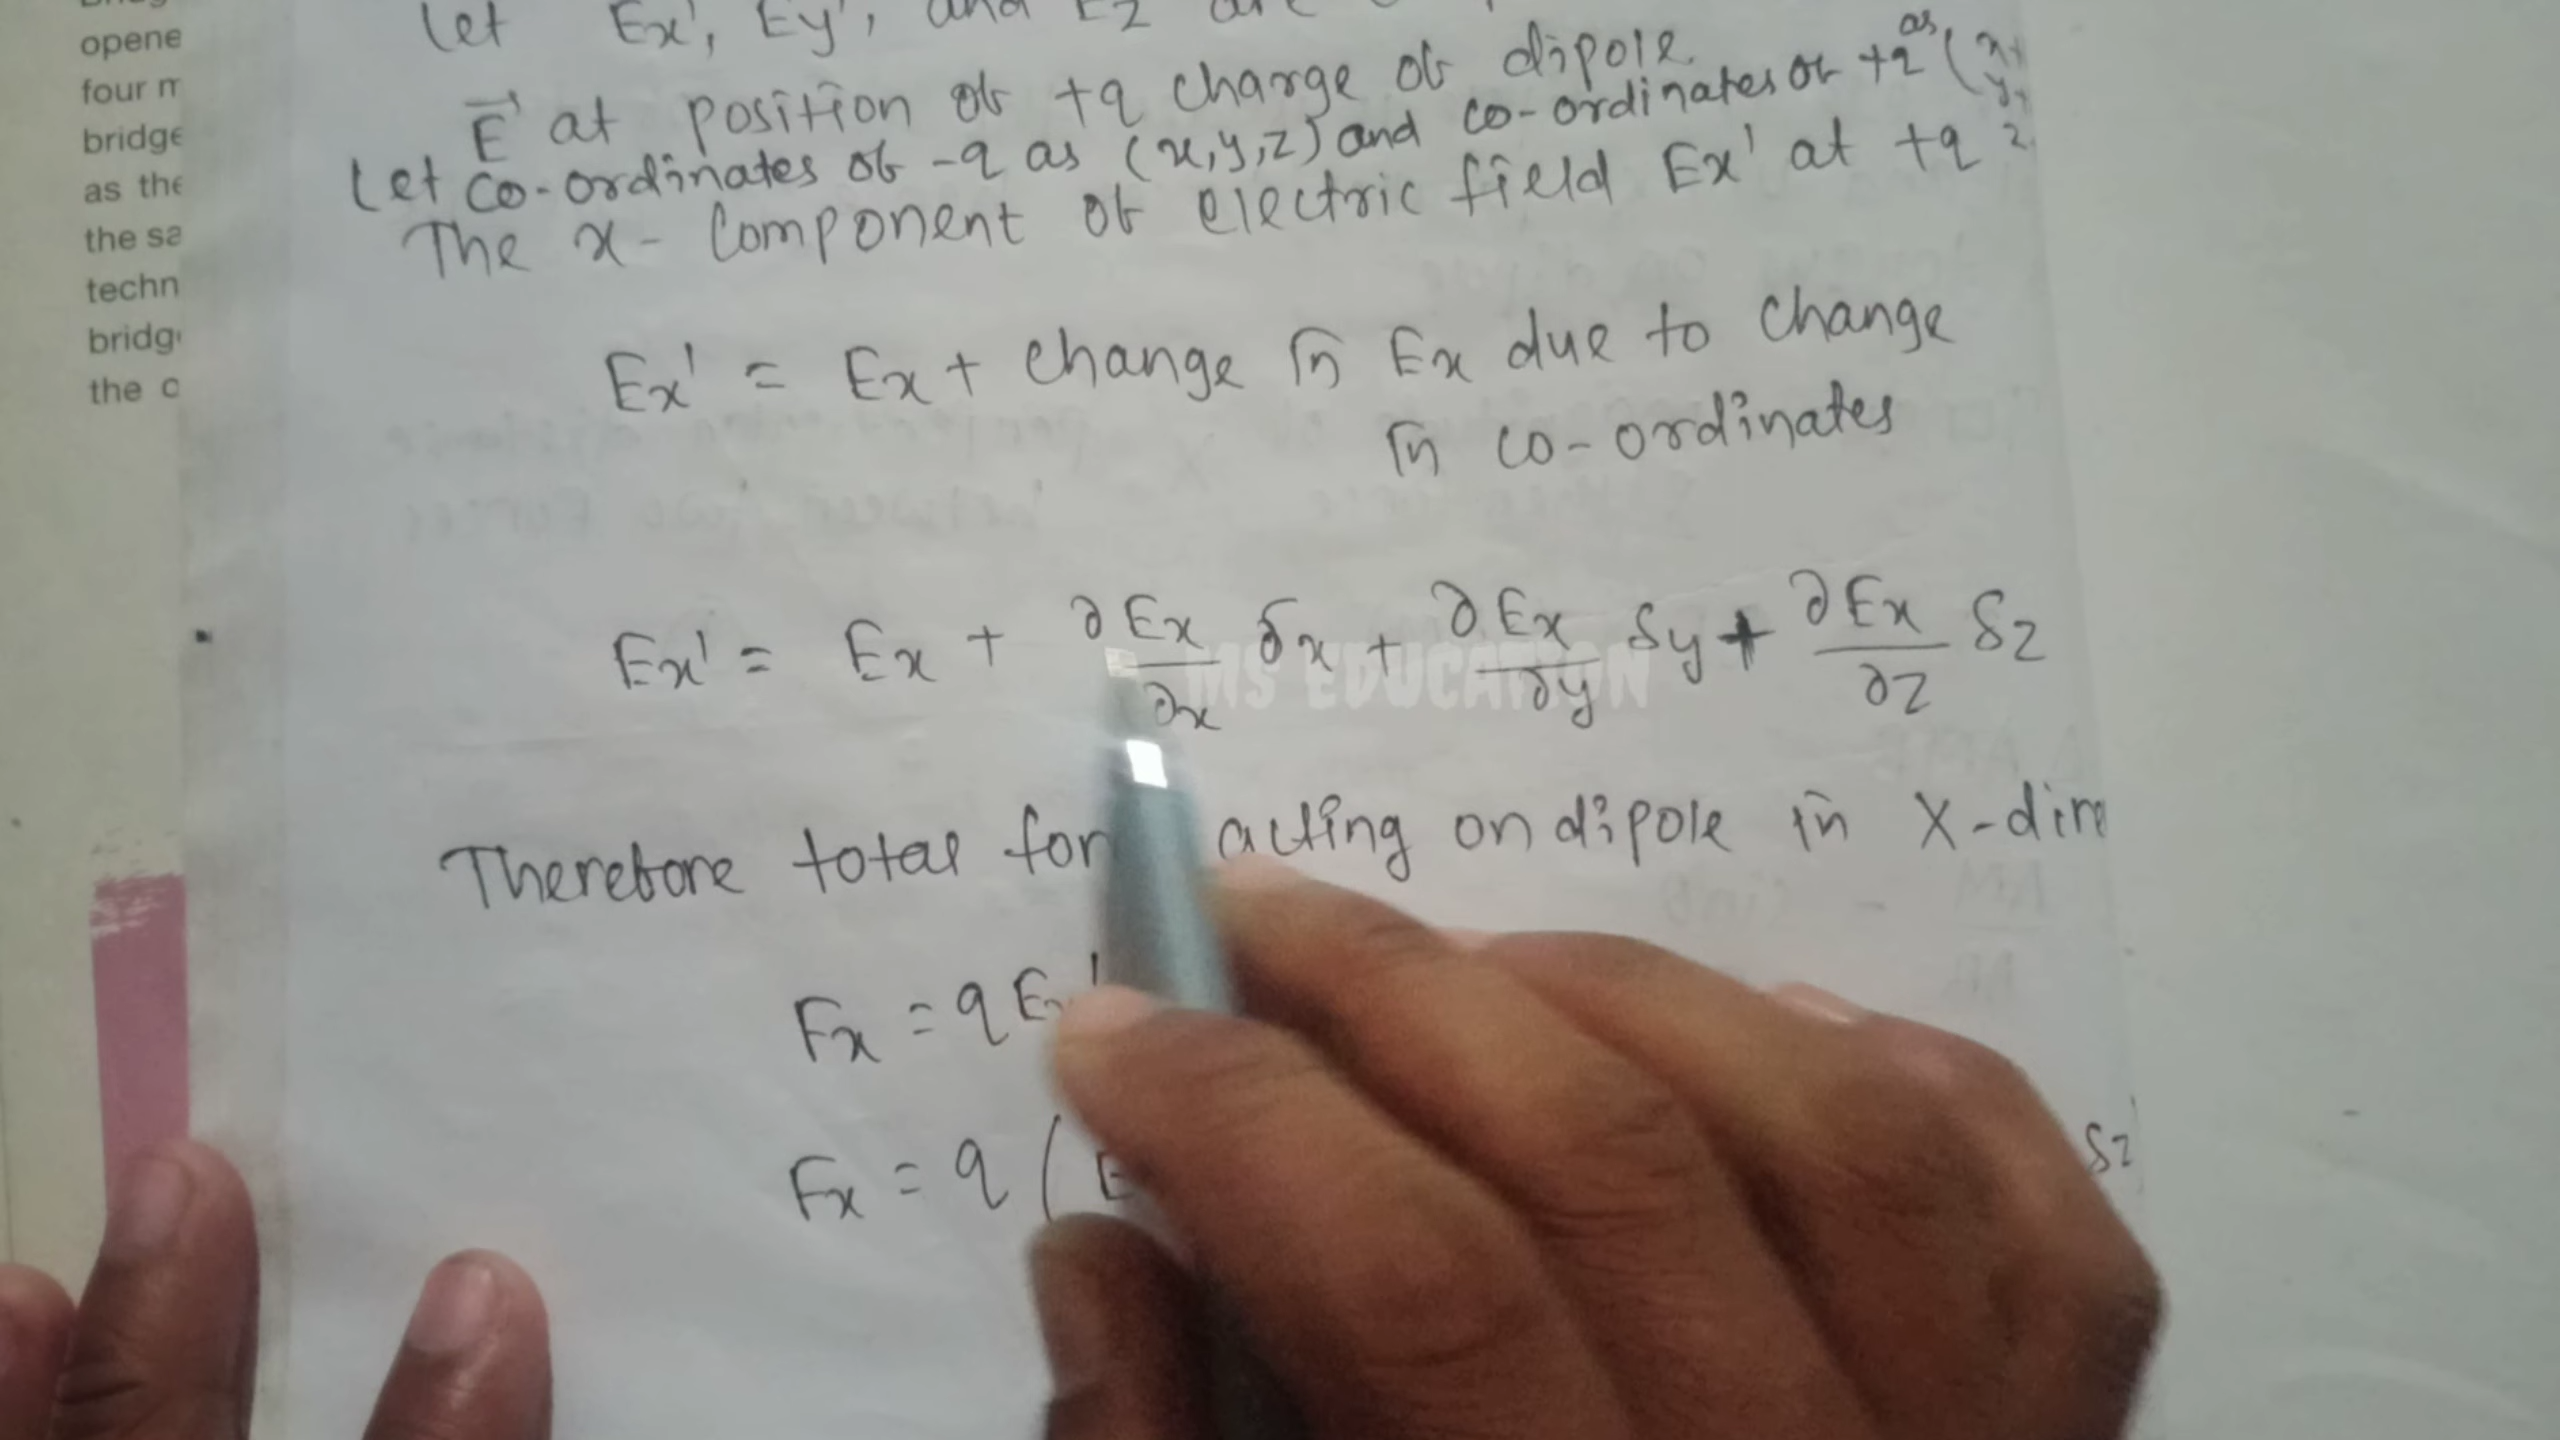 opene
four m
bridge
as the
the sa
techn
bridg
the c
Let Ex', Ey', and Ez
E' at position of +q charge of dipole
Let co-ordinates of -q as (x,y,z) and co-ordinates of +q as (x+
y+
z
The x- component of electric field Ex' at +q
Ex' = Ex + change in Ex due to change
in co-ordinates
Ex' = Ex + ∂Ex/∂x δx + ∂Ex/∂y δy + ∂Ex/∂z δz
MS EDUCATION
Therefore total for acting on dipole in X-dire
Fx = qEx'
Fx = q ( E δz